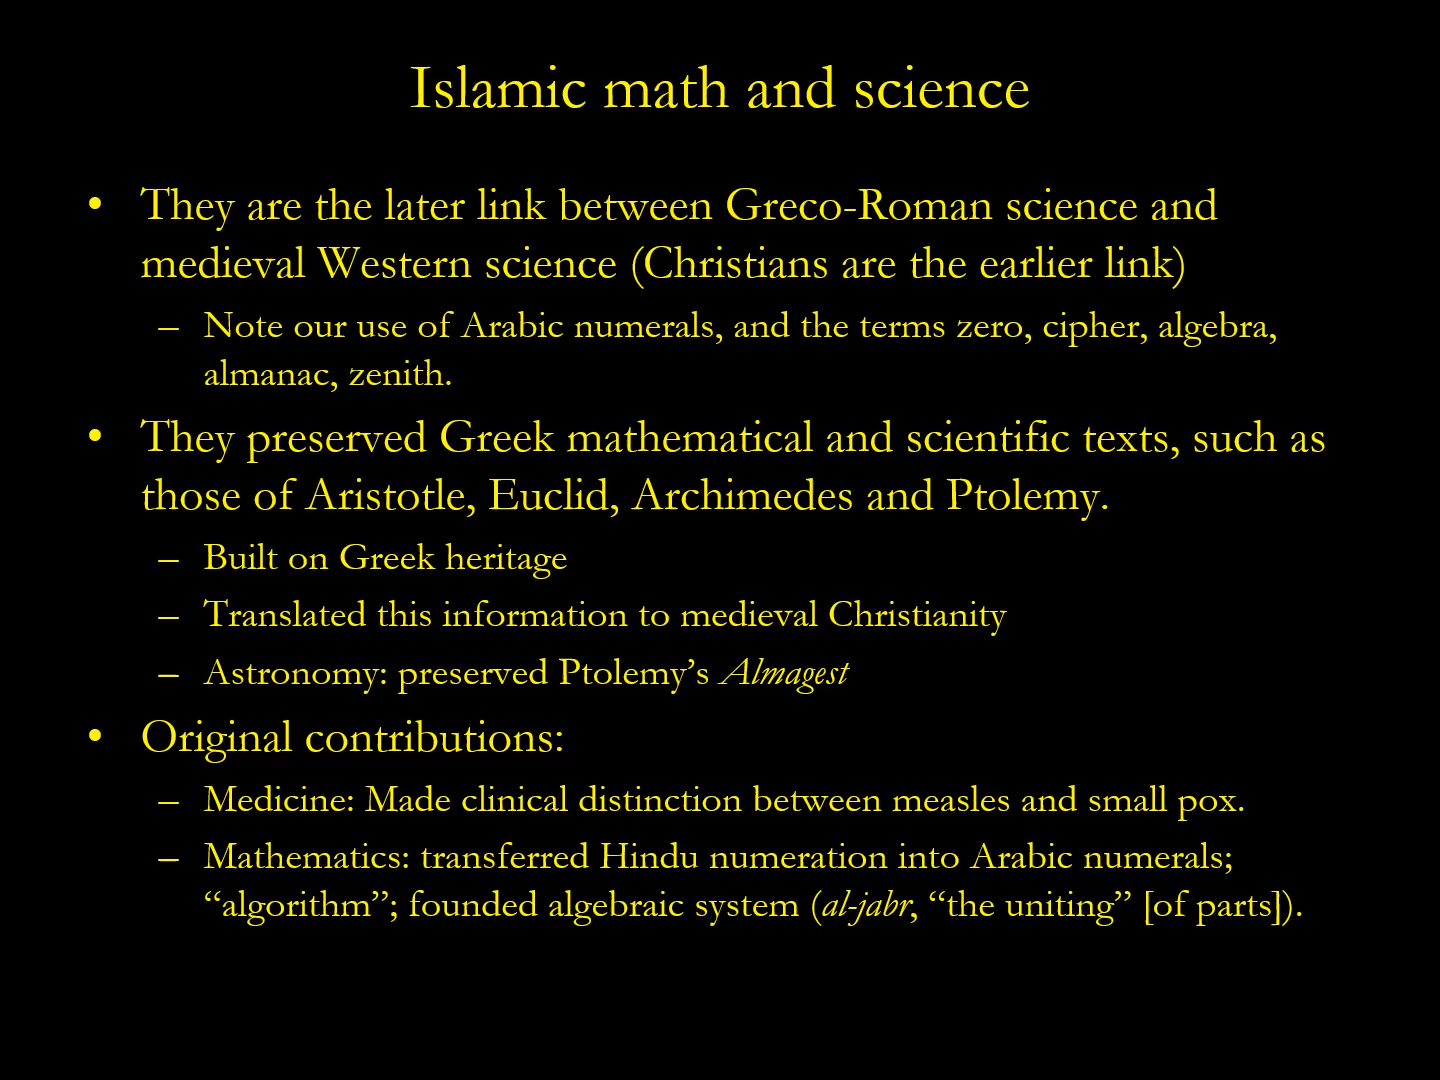 Islamic math and science
• They are the later link between Greco-Roman science and
medieval Western science (Christians are the earlier link)
– Note our use of Arabic numerals, and the terms zero, cipher, algebra,
almanac, zenith.
• They preserved Greek mathematical and scientific texts, such as
those of Aristotle, Euclid, Archimedes and Ptolemy.
– Built on Greek heritage
– Translated this information to medieval Christianity
– Astronomy: preserved Ptolemy’s Almagest
• Original contributions:
– Medicine: Made clinical distinction between measles and small pox.
– Mathematics: transferred Hindu numeration into Arabic numerals;
“algorithm”; founded algebraic system (al-jabr, “the uniting” [of parts]).